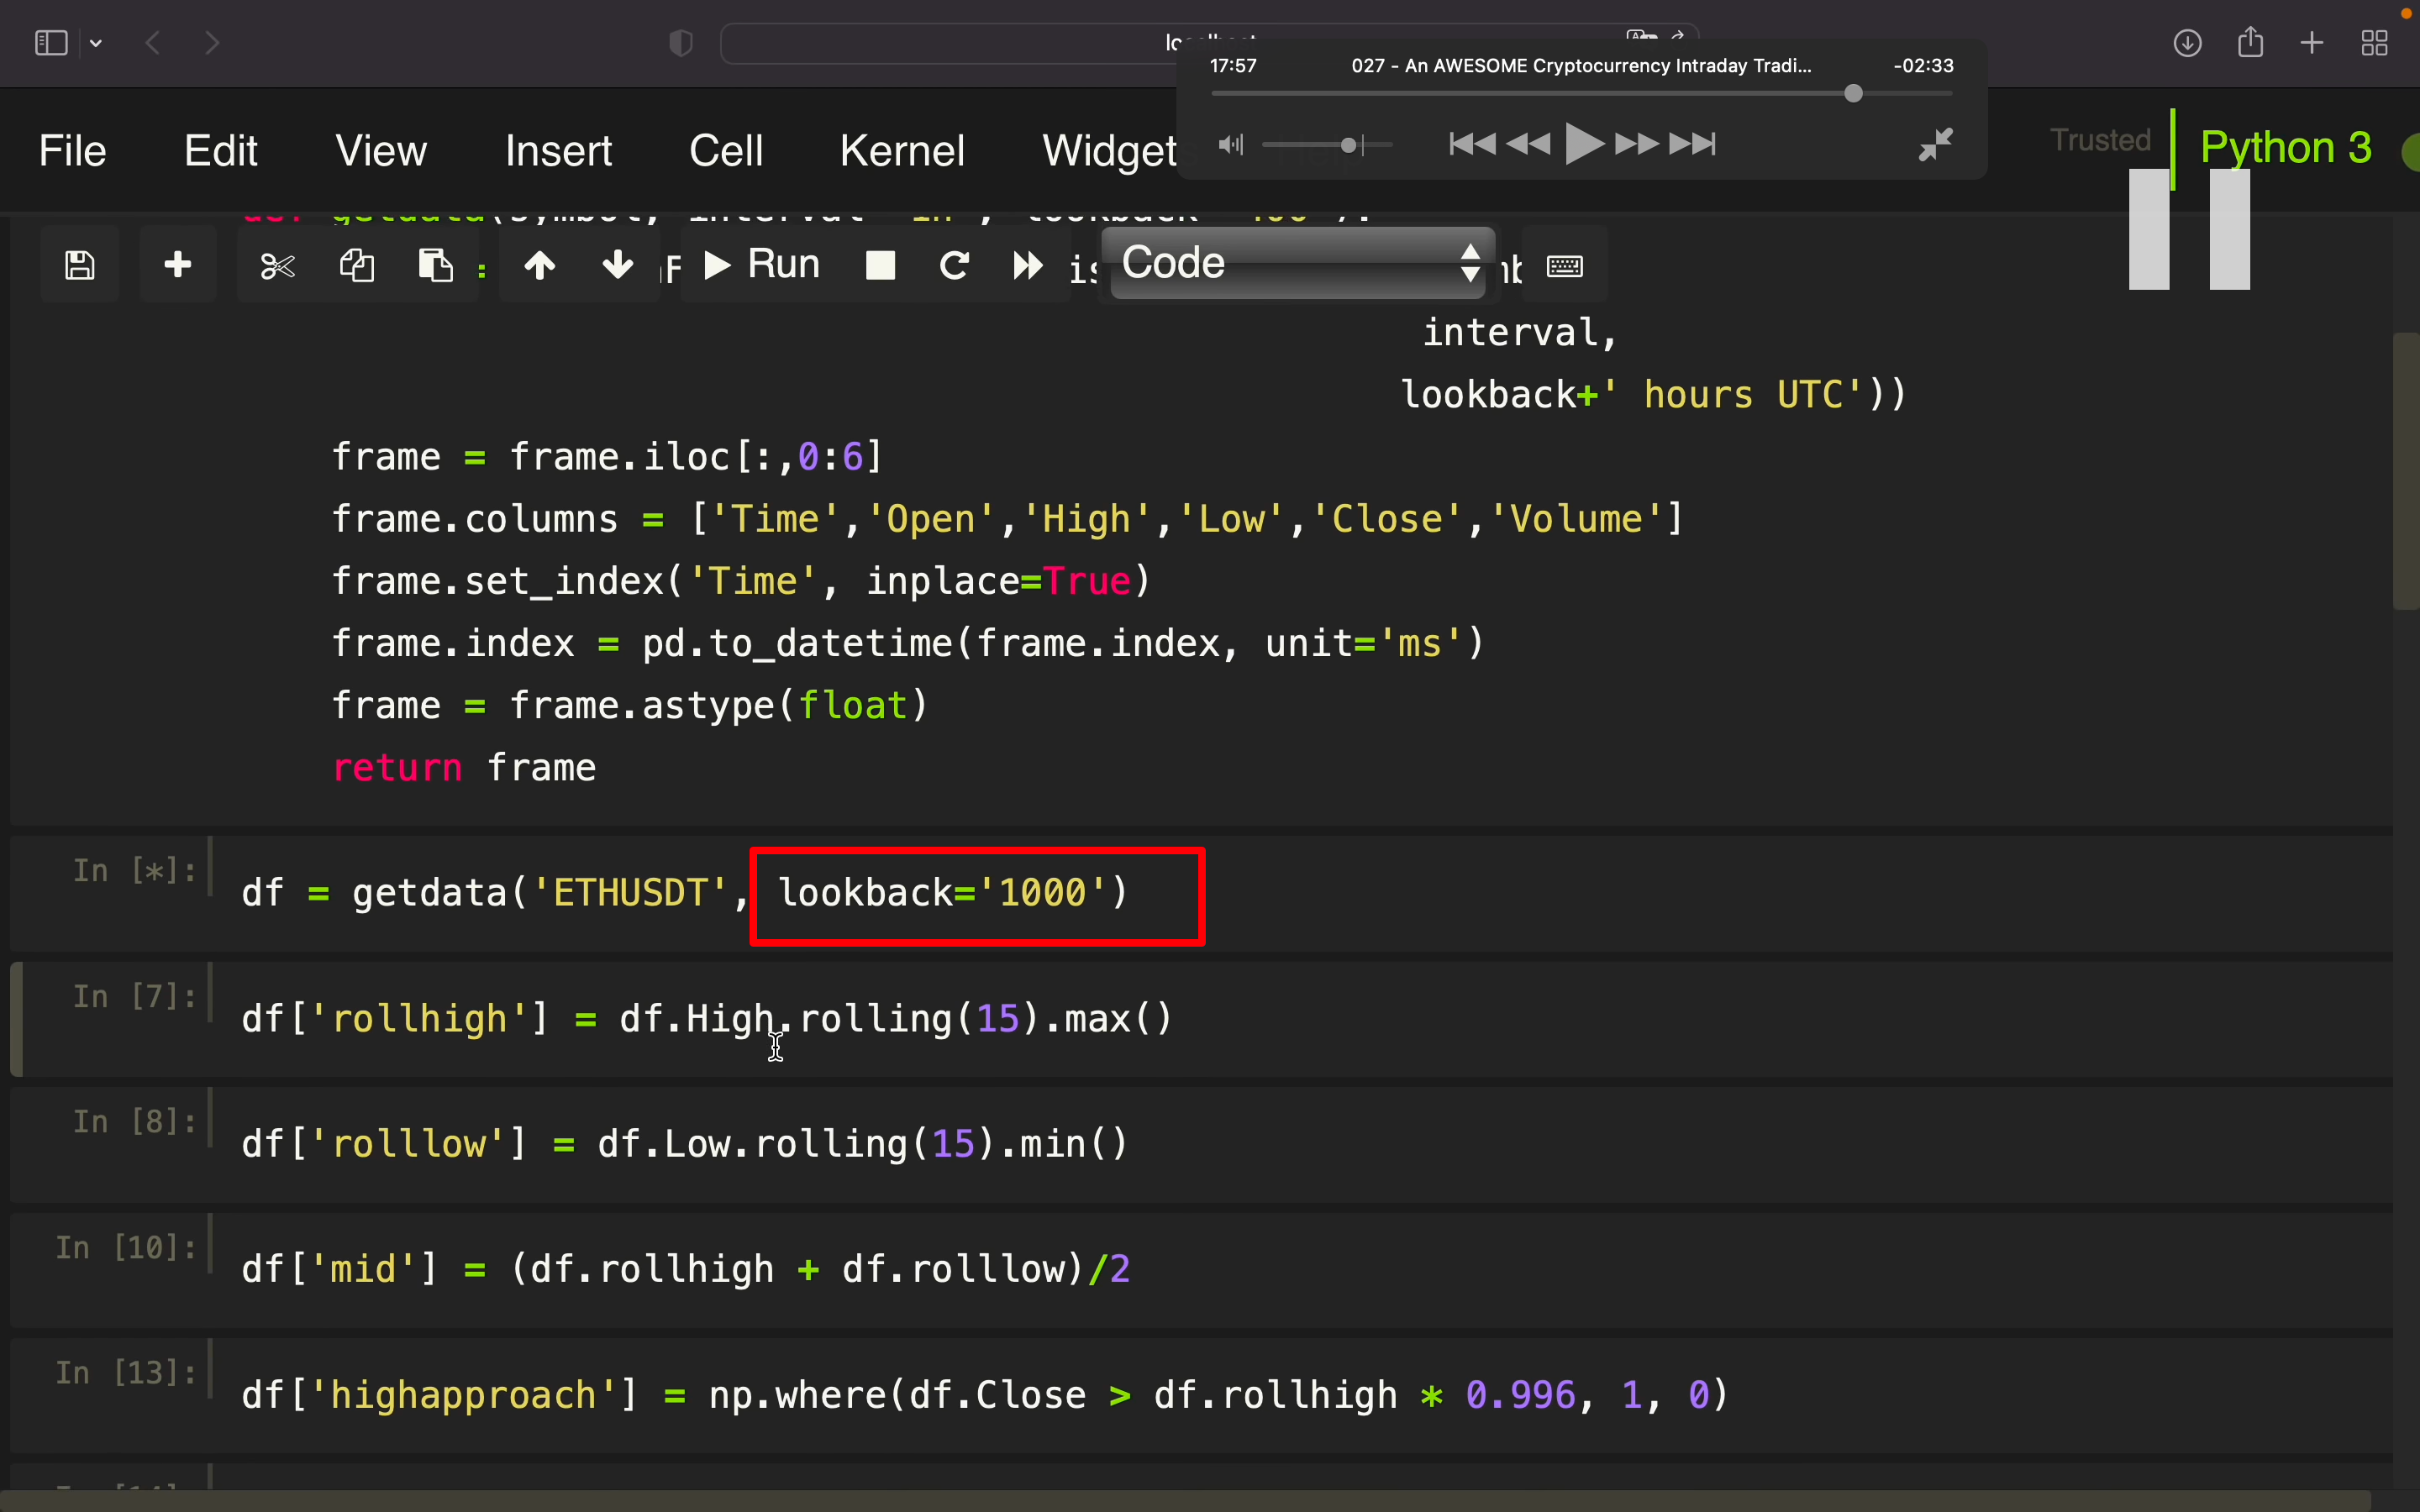 17:57 027 - An AWESOME Cryptocurrency Intraday Tradi... -02:33
File Edit View Insert Cell Kernel Widgets Trusted Python 3
Run Code
interval,
lookback+' hours UTC'))
frame = frame.iloc[:,0:6]
frame.columns = ['Time','Open','High','Low','Close','Volume']
frame.set_index('Time', inplace=True)
frame.index = pd.to_datetime(frame.index, unit='ms')
frame = frame.astype(float)
return frame
In [*]: df = getdata('ETHUSDT', lookback='1000')
In [7]: df['rollhigh'] = df.High.rolling(15).max()
In [8]: df['rolllow'] = df.Low.rolling(15).min()
In [10]: df['mid'] = (df.rollhigh + df.rolllow)/2
In [13]: df['highapproach'] = np.where(df.Close > df.rollhigh * 0.996, 1, 0)